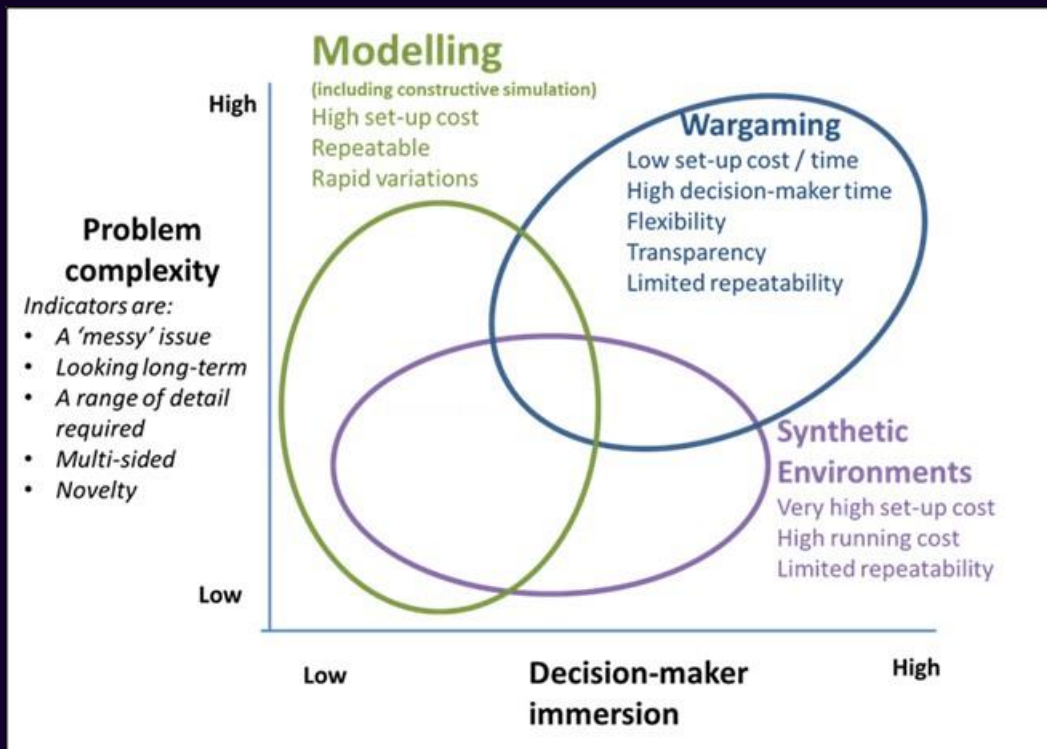 Modelling
(including constructive simulation)
High set-up cost
Repeatable
Rapid variations
High
Wargaming
Low set-up cost / time
High decision-maker time
Flexibility
Transparency
Limited repeatability
Problem
complexity
Indicators are:
• A ‘messy’ issue
• Looking long-term
• A range of detail
required
• Multi-sided
• Novelty
Synthetic
Environments
Very high set-up cost
High running cost
Limited repeatability
Low
Low
Decision-maker
immersion
High